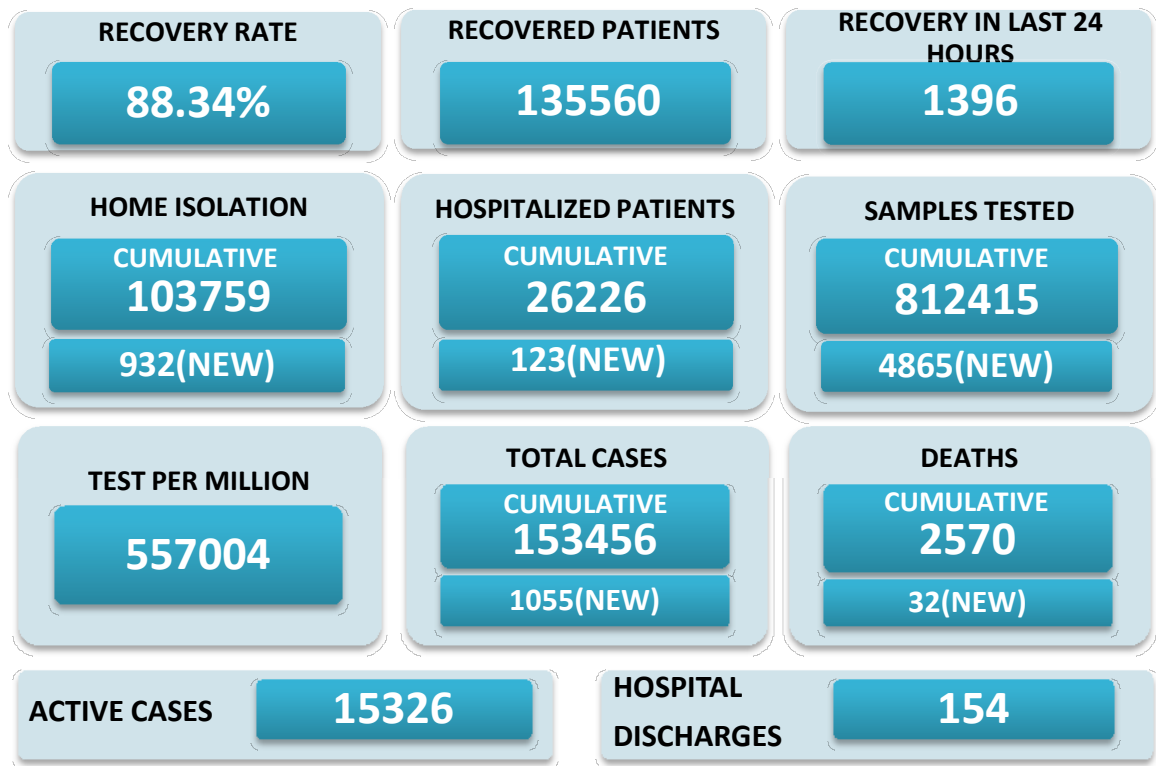 RECOVERY RATE
88.34%
RECOVERED PATIENTS
135560
RECOVERY IN LAST 24
HOURS
1396
HOME ISOLATION
CUMULATIVE
103759
932(NEW)
HOSPITALIZED PATIENTS
CUMULATIVE
26226
123(NEW)
SAMPLES TESTED
CUMULATIVE
812415
4865(NEW)
TEST PER MILLION
557004
TOTAL CASES
CUMULATIVE
153456
1055(NEW)
DEATHS
CUMULATIVE
2570
32(NEW)
ACTIVE CASES
15326
HOSPITAL
DISCHARGES
154